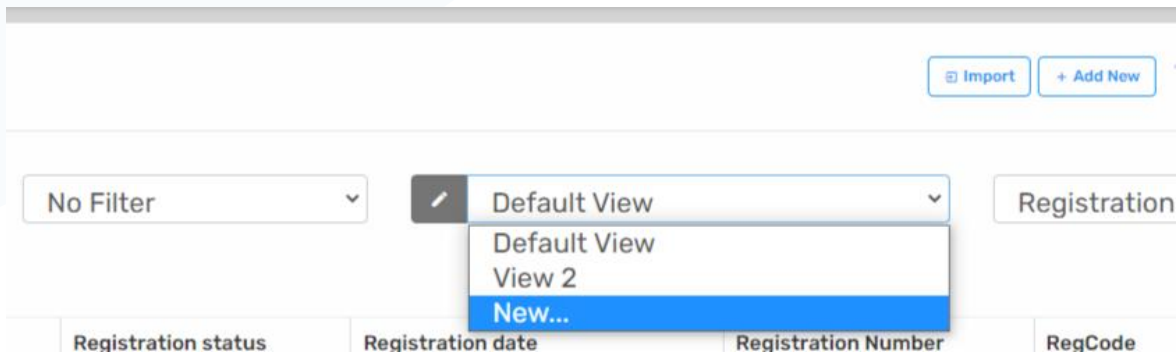 Import + Add New
No Filter Default View Registration
Default View
View 2
New...
Registration status Registration date Registration Number RegCode